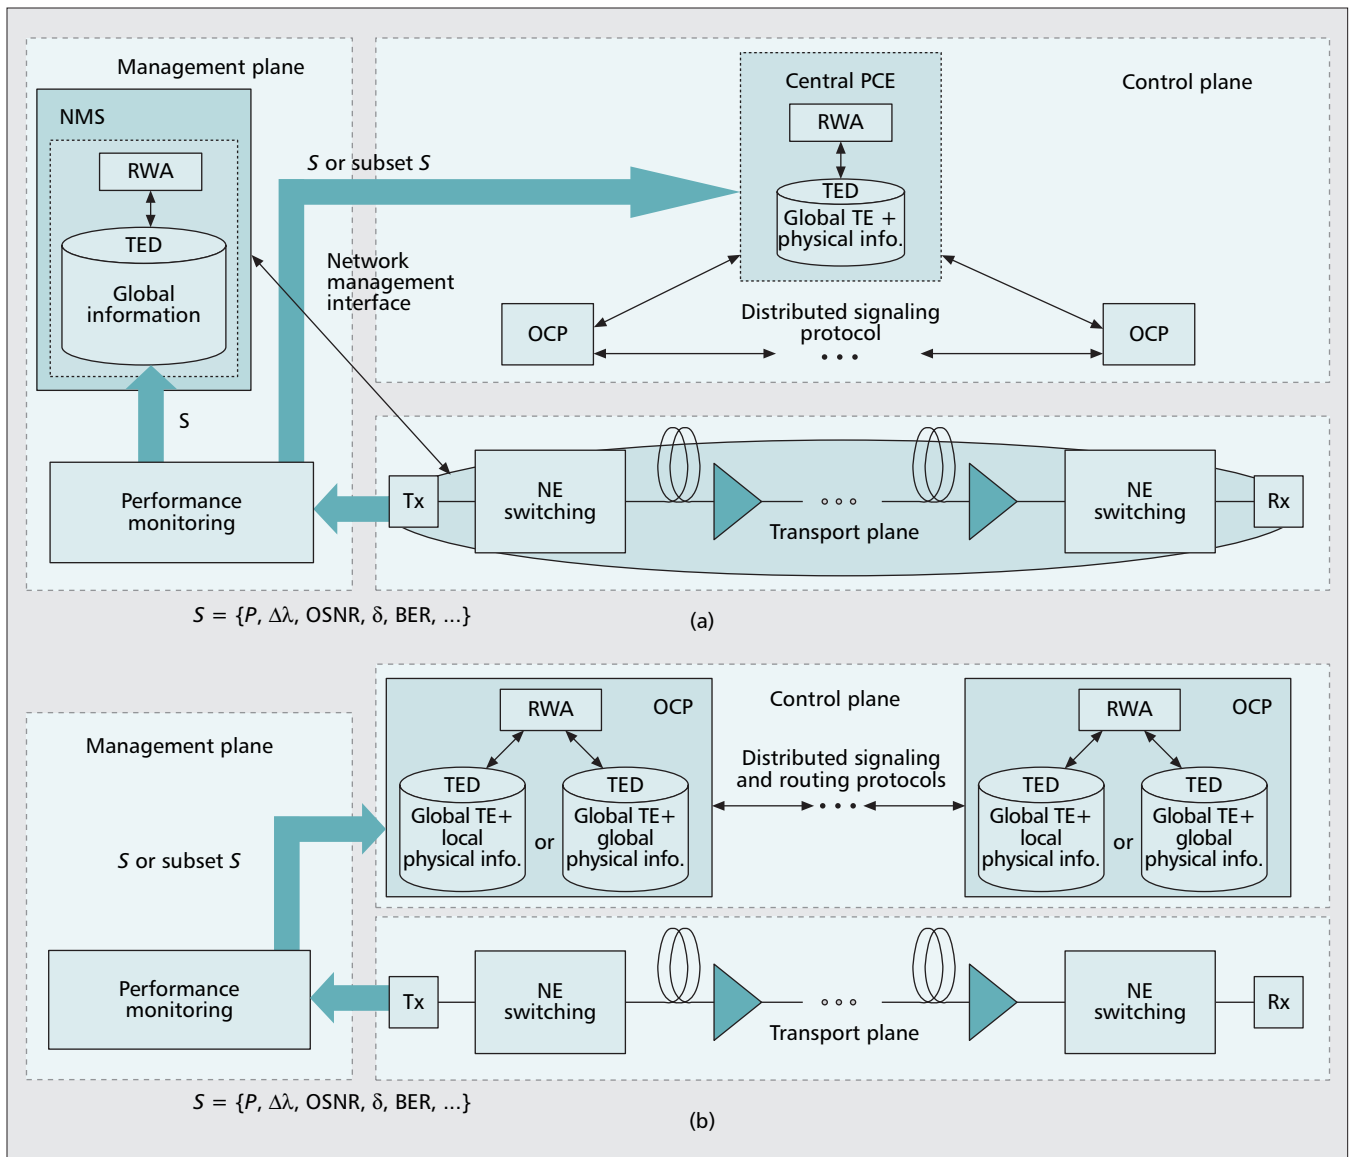 Management plane
NMS
RWA
TED
Global
information
S
Performance
monitoring
S or subset S
Network
management
interface
Control plane
Central PCE
RWA
TED
Global TE +
physical info.
OCP
Distributed signaling
protocol
• • •
OCP
Tx
NE
switching
Transport plane
NE
switching
Rx
S = {P, Δλ, OSNR, δ, BER, ...}
(a)
Management plane
S or subset S
Performance
monitoring
OCP
RWA
TED
Global TE+
local
physical info.
or
TED
Global TE+
global
physical info.
Control plane
Distributed signaling
and routing protocols
• • •
OCP
RWA
TED
Global TE+
local
physical info.
or
TED
Global TE+
global
physical info.
Tx
NE
switching
Transport plane
NE
switching
Rx
S = {P, Δλ, OSNR, δ, BER, ...}
(b)